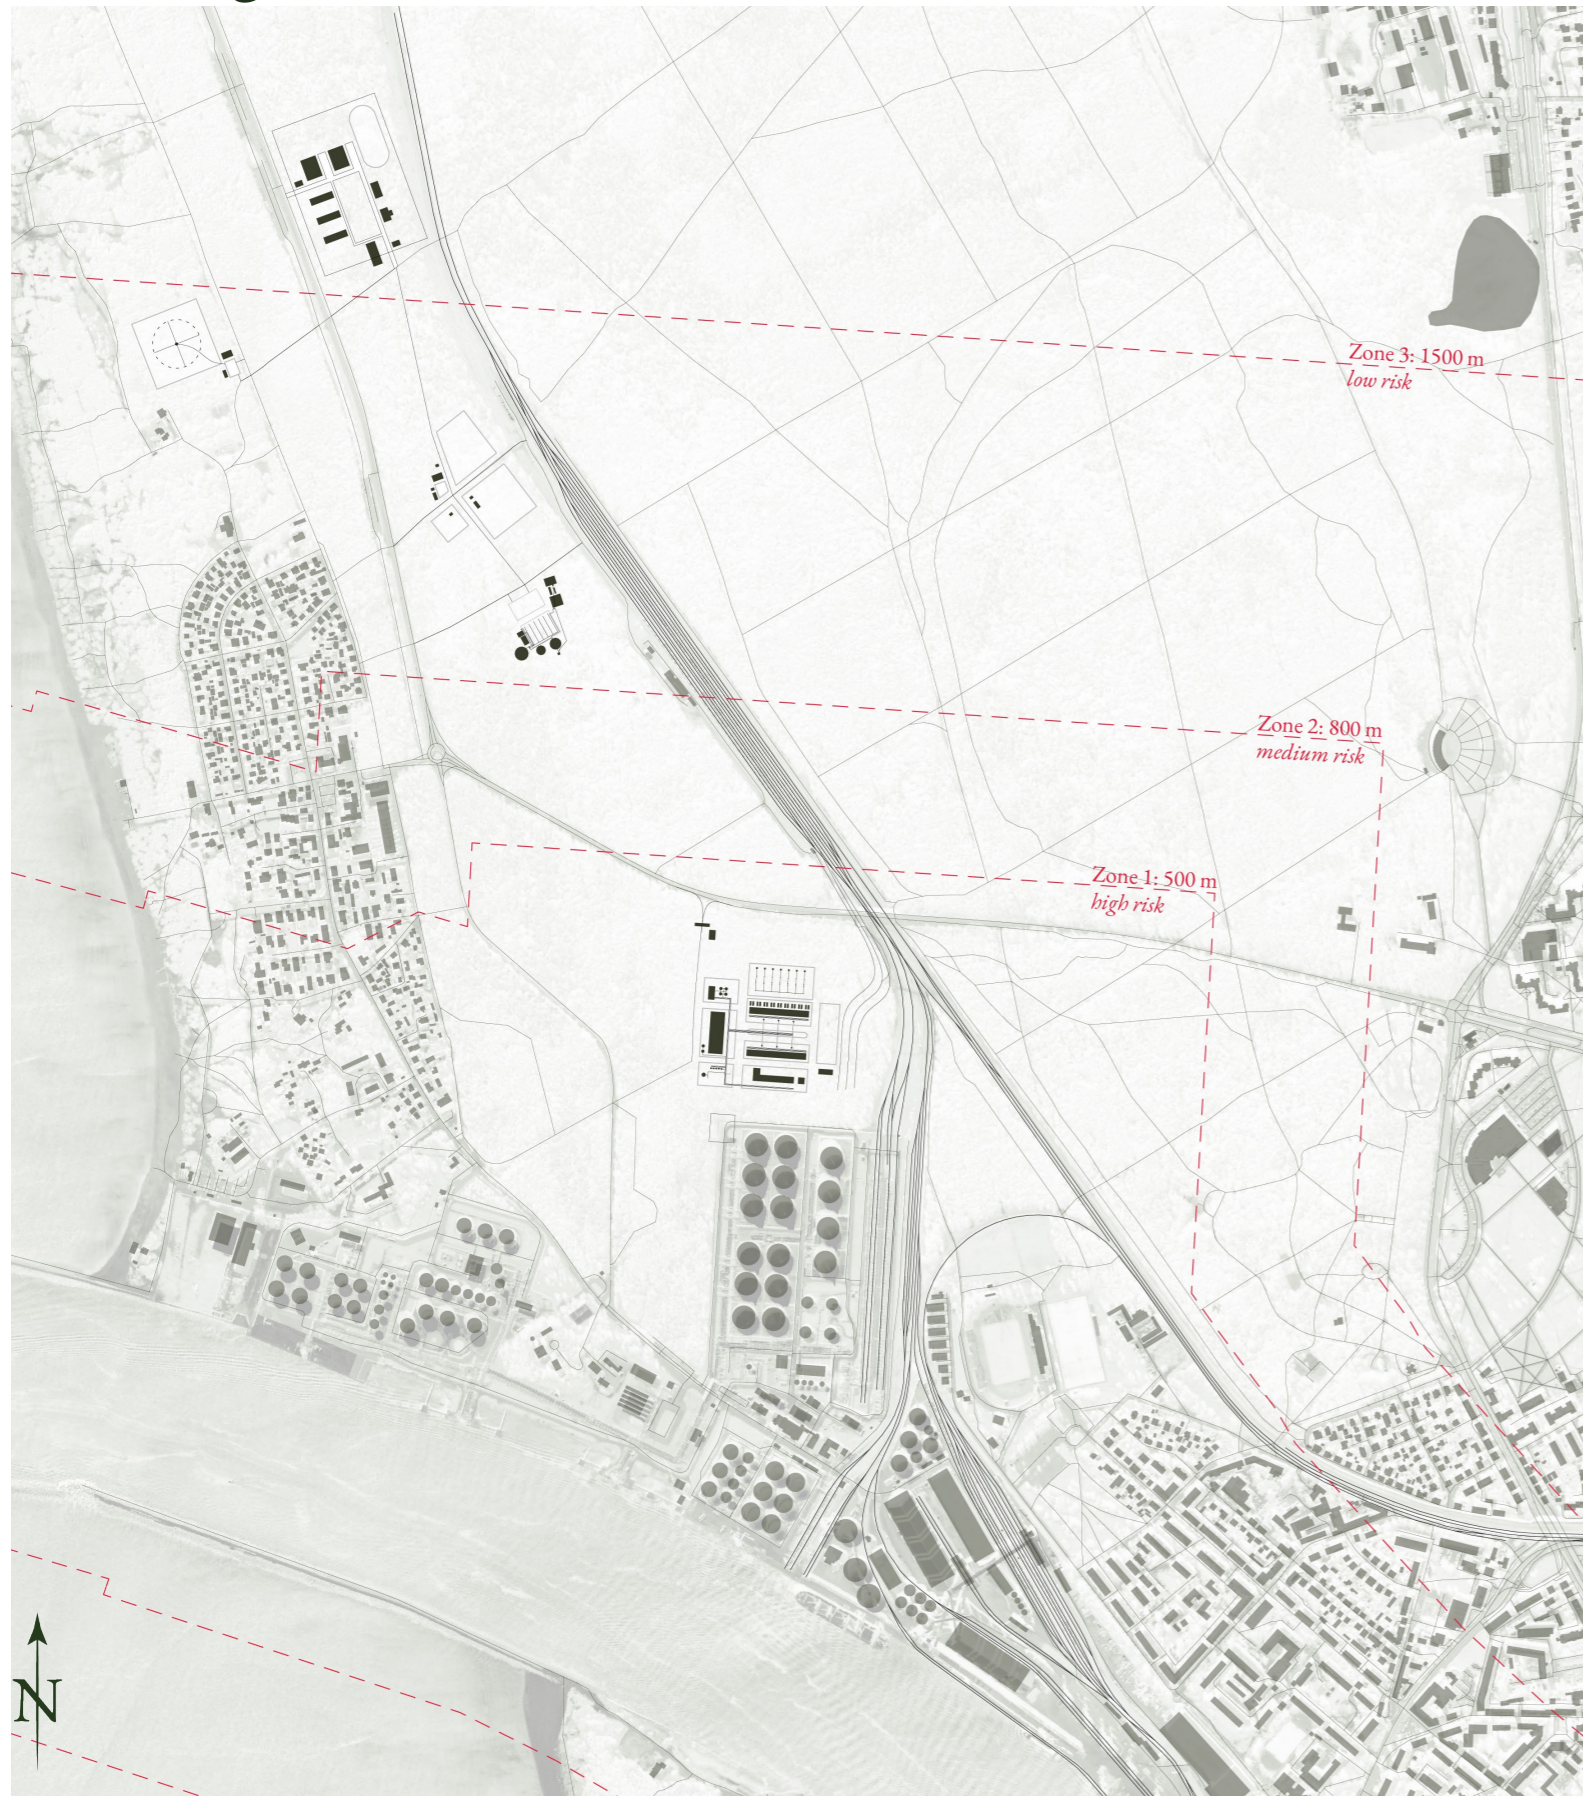 Zone 3: 1500 m
low risk
Zone 2: 800 m
medium risk
Zone 1: 500 m
high risk
N